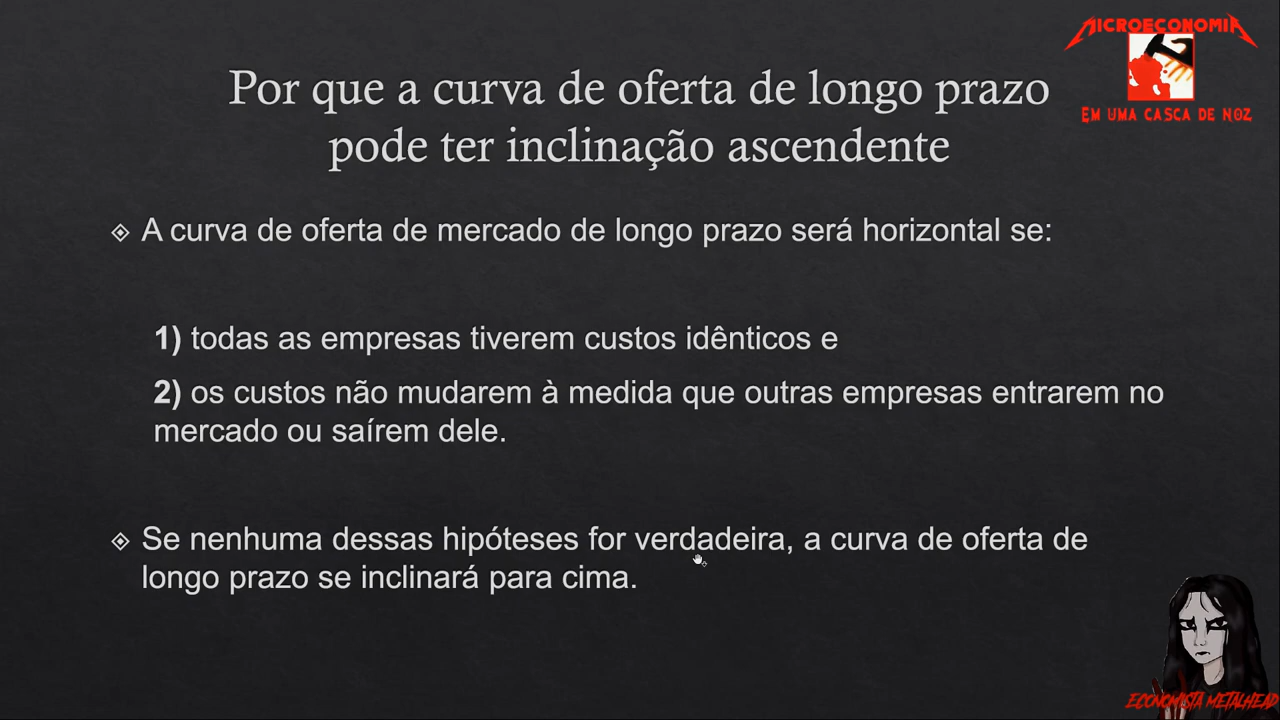 MICROECONOMIA
EM UMA CASCA DE NOZ
Por que a curva de oferta de longo prazo
pode ter inclinação ascendente
A curva de oferta de mercado de longo prazo será horizontal se:
1) todas as empresas tiverem custos idênticos e
2) os custos não mudarem à medida que outras empresas entrarem no
mercado ou saírem dele.
Se nenhuma dessas hipóteses for verdadeira, a curva de oferta de
longo prazo se inclinará para cima.
ECONOMISTA METALHEAD